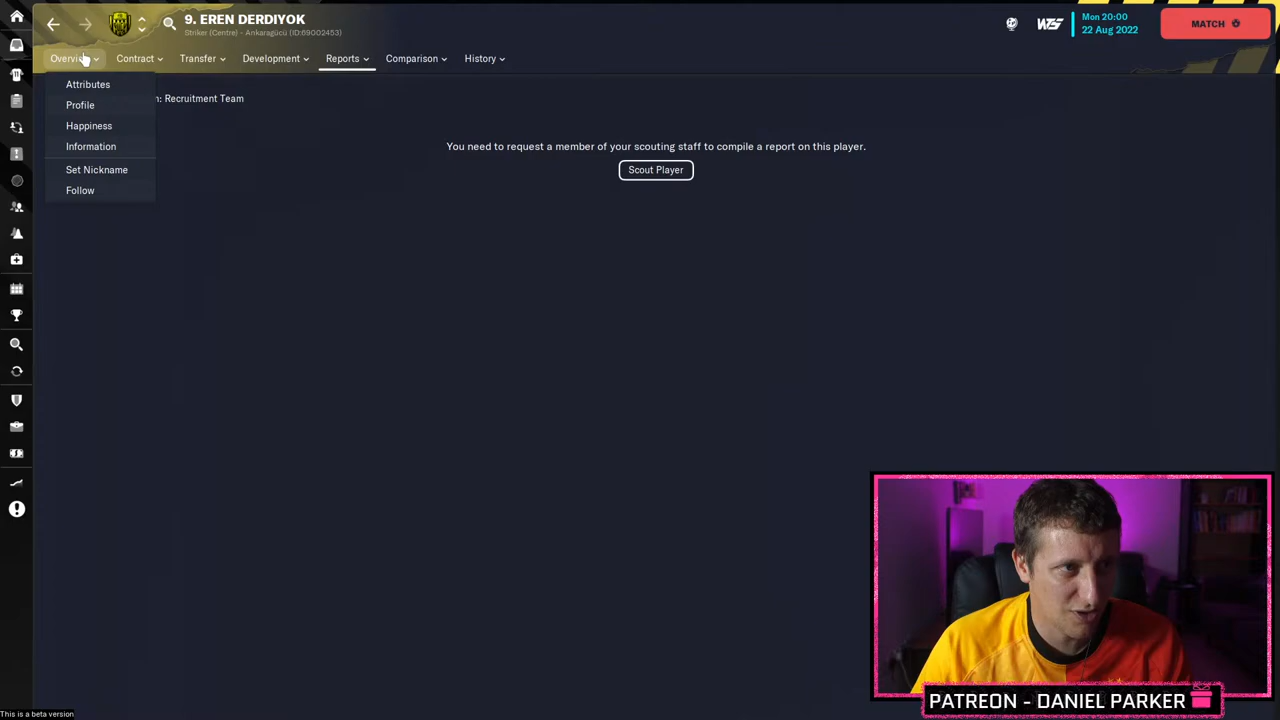 9. EREN DERDIYOK
Striker (Centre) - Ankaragücü (ID:69002453)
Mon 20:00
22 Aug 2022
MATCH
Contract
Transfer
Development
Reports
Comparison
History
Attributes
Profile
Happiness
Information
Set Nickname
Follow
Recruitment Team
You need to request a member of your scouting staff to compile a report on this player.
Scout Player
PATREON - DANIEL PARKER
This is a beta version